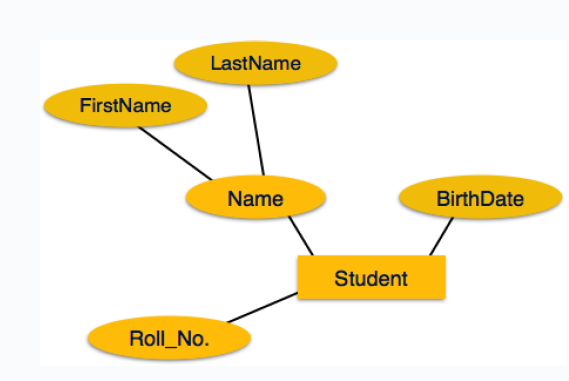 LastName
FirstName
Name
BirthDate
Student
Roll_No.